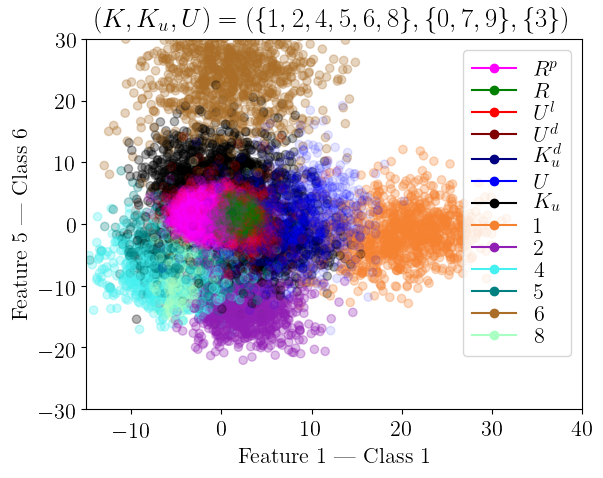 (K, K_u, U) = ({1, 2, 4, 5, 6, 8}, {0, 7, 9}, {3})
30
20
10
0
−10
−20
−30
Feature 5 — Class 6
R^p
R
U^l
U^d
K_u^d
U
K_u
1
2
4
5
6
8
−10
0
10
20
30
40
Feature 1 — Class 1